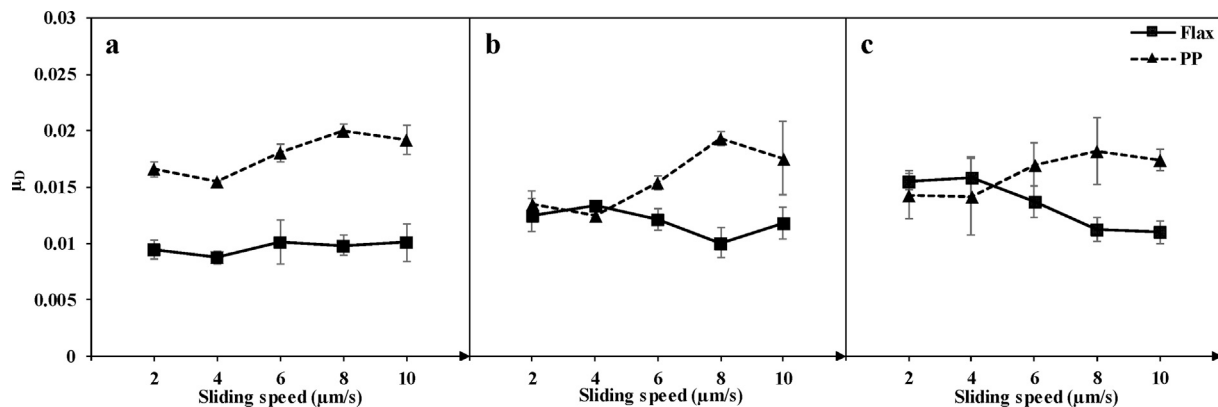 0.03
0.025
0.02
0.015
0.01
0.005
0
μD
a
b
c
Flax
PP
2 4 6 8 10
2 4 6 8 10
2 4 6 8 10
Sliding speed (μm/s)
Sliding speed (μm/s)
Sliding speed (μm/s)